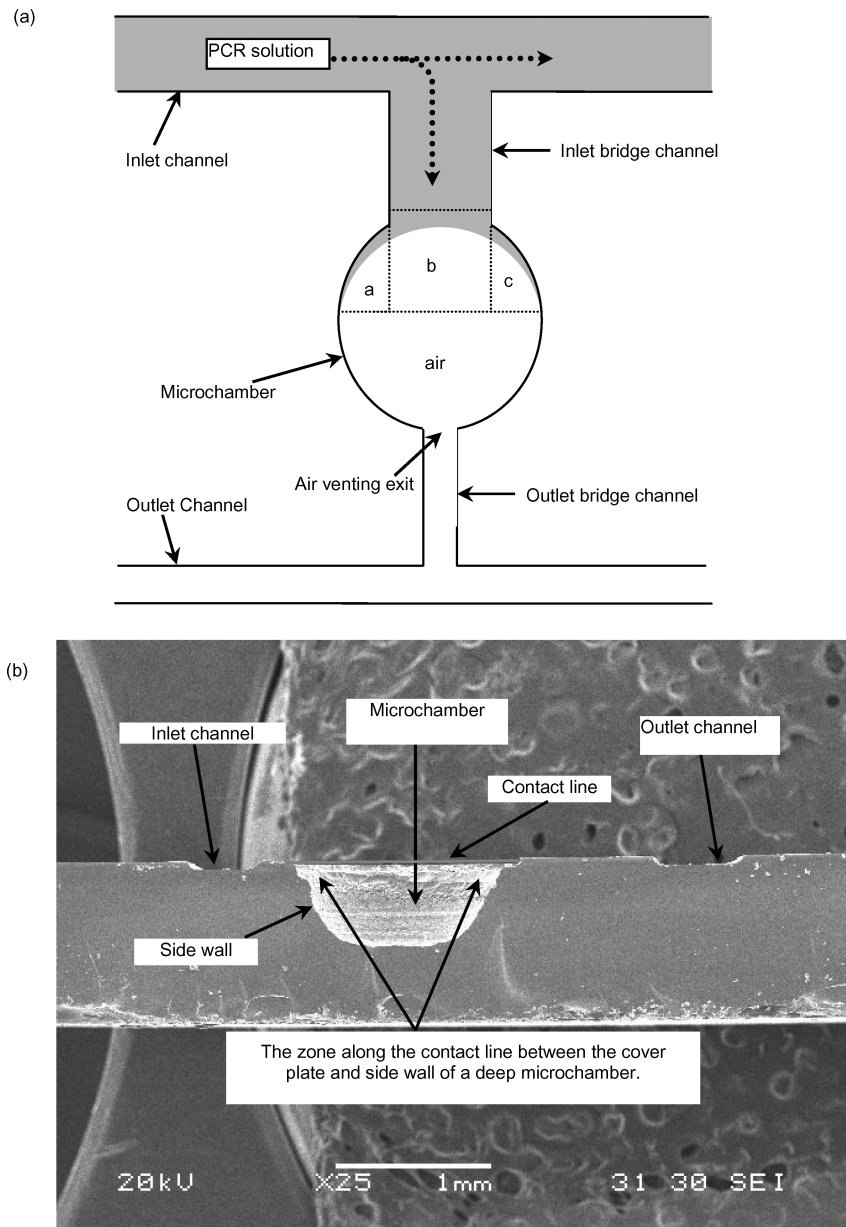 (a)
PCR solution
Inlet channel
Inlet bridge channel
b
a
c
air
Microchamber
Air venting exit
Outlet Channel
Outlet bridge channel
(b)
Microchamber
Inlet channel
Outlet channel
Contact line
Side wall
The zone along the contact line between the cover
plate and side wall of a deep microchamber.
20kV X25 1mm 31 30 SEI